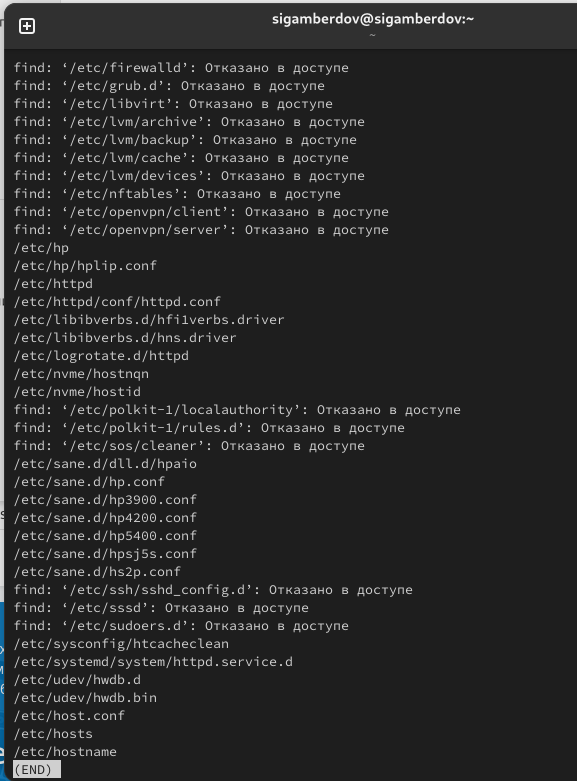 sigamberdov@sigamberdov:~
~
find: ‘/etc/firewalld’: Отказано в доступе
find: ‘/etc/grub.d’: Отказано в доступе
find: ‘/etc/libvirt’: Отказано в доступе
find: ‘/etc/lvm/archive’: Отказано в доступе
find: ‘/etc/lvm/backup’: Отказано в доступе
find: ‘/etc/lvm/cache’: Отказано в доступе
find: ‘/etc/lvm/devices’: Отказано в доступе
find: ‘/etc/nftables’: Отказано в доступе
find: ‘/etc/openvpn/client’: Отказано в доступе
find: ‘/etc/openvpn/server’: Отказано в доступе
/etc/hp
/etc/hp/hplip.conf
/etc/httpd
/etc/httpd/conf/httpd.conf
/etc/libibverbs.d/hfi1verbs.driver
/etc/libibverbs.d/hns.driver
/etc/logrotate.d/httpd
/etc/nvme/hostnqn
/etc/nvme/hostid
find: ‘/etc/polkit-1/localauthority’: Отказано в доступе
find: ‘/etc/polkit-1/rules.d’: Отказано в доступе
find: ‘/etc/sos/cleaner’: Отказано в доступе
/etc/sane.d/dll.d/hpaio
/etc/sane.d/hp.conf
/etc/sane.d/hp3900.conf
/etc/sane.d/hp4200.conf
/etc/sane.d/hp5400.conf
/etc/sane.d/hpsj5s.conf
/etc/sane.d/hs2p.conf
find: ‘/etc/ssh/sshd_config.d’: Отказано в доступе
find: ‘/etc/sssd’: Отказано в доступе
find: ‘/etc/sudoers.d’: Отказано в доступе
/etc/sysconfig/htcacheclean
/etc/systemd/system/httpd.service.d
/etc/udev/hwdb.d
/etc/udev/hwdb.bin
/etc/host.conf
/etc/hosts
/etc/hostname
(END)